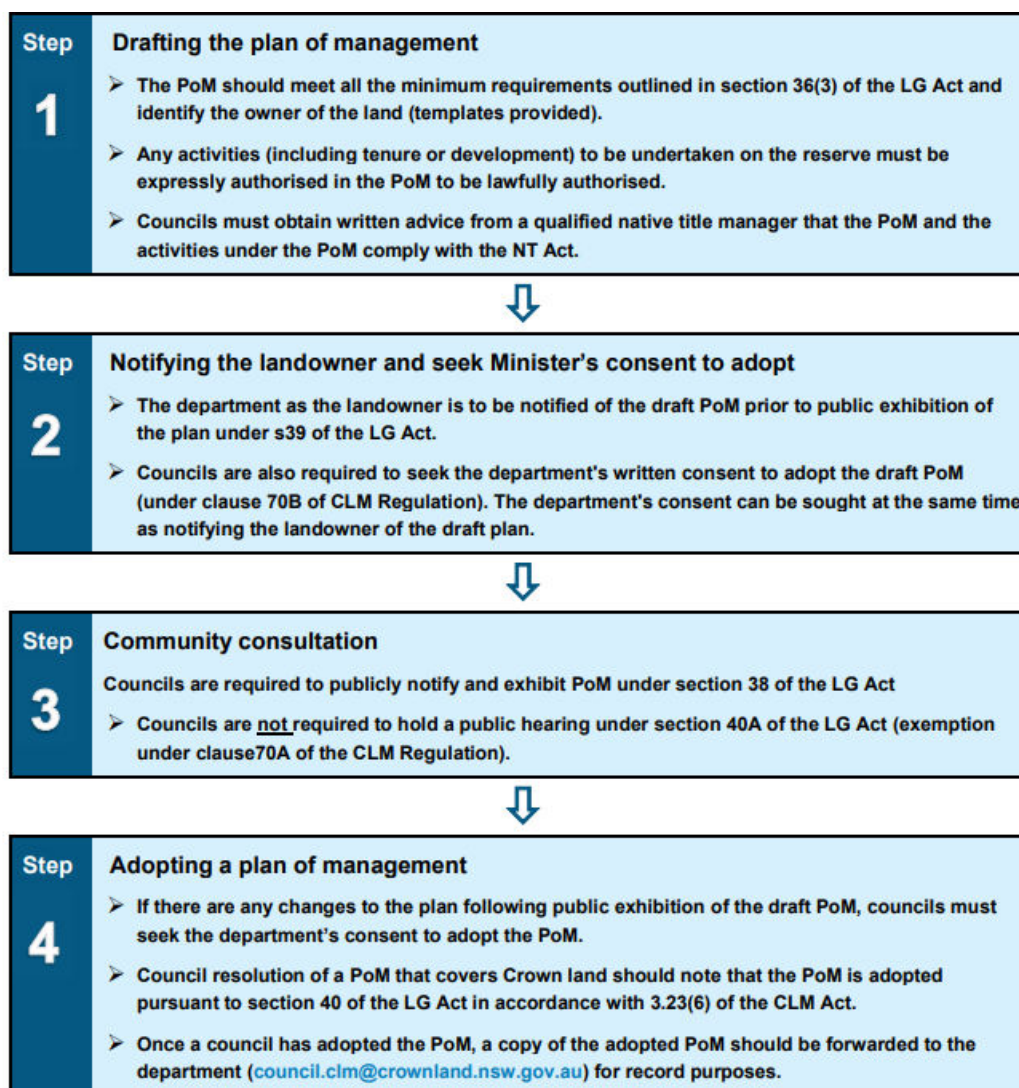 Step
1
Drafting the plan of management
➢ The PoM should meet all the minimum requirements outlined in section 36(3) of the LG Act and
identify the owner of the land (templates provided).
➢ Any activities (including tenure or development) to be undertaken on the reserve must be
expressly authorised in the PoM to be lawfully authorised.
➢ Councils must obtain written advice from a qualified native title manager that the PoM and the
activities under the PoM comply with the NT Act.
Step
2
Notifying the landowner and seek Minister's consent to adopt
➢ The department as the landowner is to be notified of the draft PoM prior to public exhibition of
the plan under s39 of the LG Act.
➢ Councils are also required to seek the department's written consent to adopt the draft PoM
(under clause 70B of CLM Regulation). The department's consent can be sought at the same time
as notifying the landowner of the draft plan.
Step
3
Community consultation
Councils are required to publicly notify and exhibit PoM under section 38 of the LG Act
➢ Councils are not required to hold a public hearing under section 40A of the LG Act (exemption
under clause70A of the CLM Regulation).
Step
4
Adopting a plan of management
➢ If there are any changes to the plan following public exhibition of the draft PoM, councils must
seek the department's consent to adopt the PoM.
➢ Council resolution of a PoM that covers Crown land should note that the PoM is adopted
pursuant to section 40 of the LG Act in accordance with 3.23(6) of the CLM Act.
➢ Once a council has adopted the PoM, a copy of the adopted PoM should be forwarded to the
department (council.clm@crownland.nsw.gov.au) for record purposes.